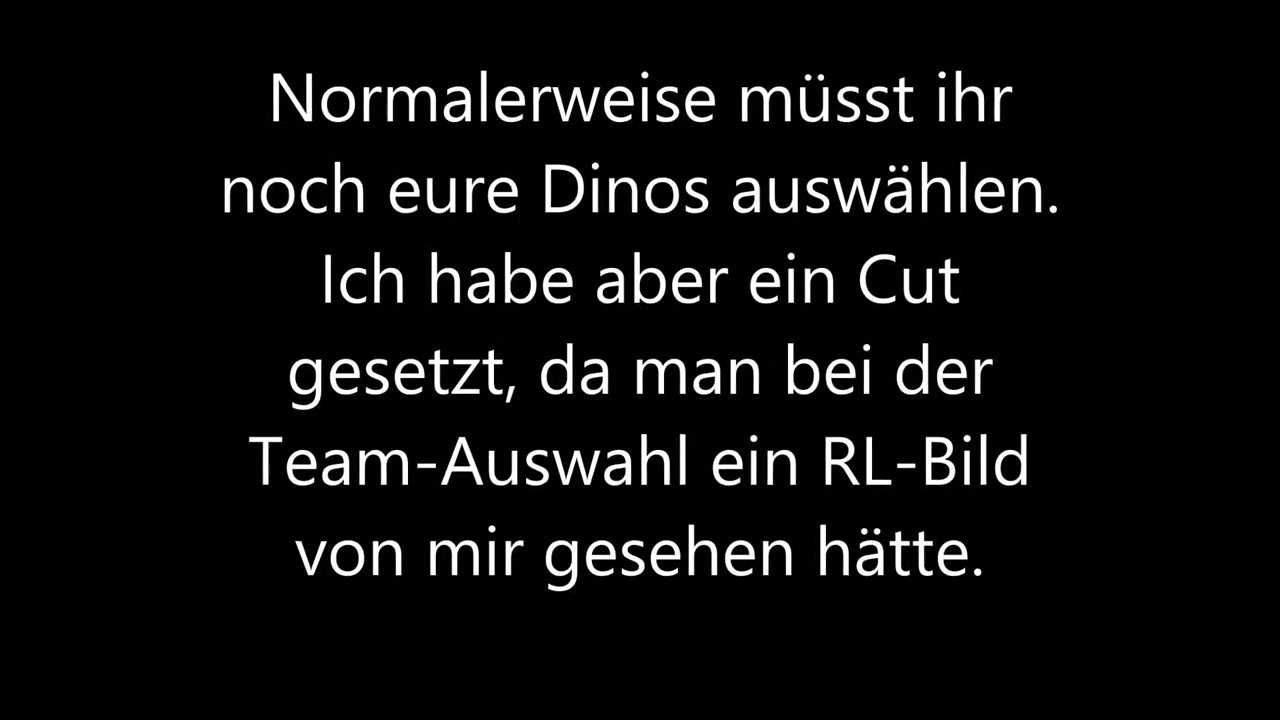 Normalerweise müsst ihr
noch eure Dinos auswählen.
Ich habe aber ein Cut
gesetzt, da man bei der
Team-Auswahl ein RL-Bild
von mir gesehen hätte.